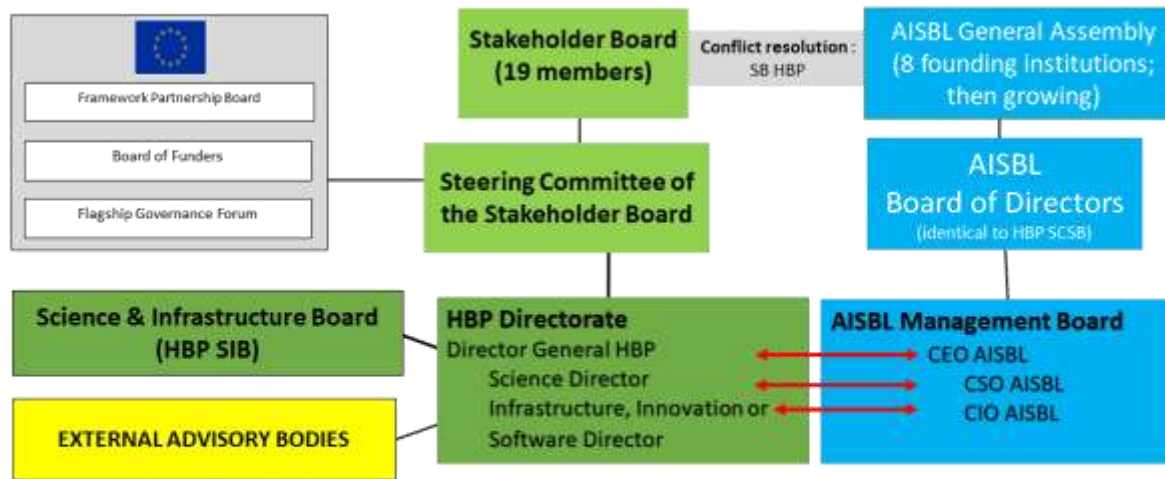 Framework Partnership Board
Board of Funders
Flagship Governance Forum
Stakeholder Board
(19 members)
Conflict resolution :
SB HBP
AISBL General Assembly
(8 founding institutions;
then growing)
Steering Committee of
the Stakeholder Board
AISBL
Board of Directors
(identical to HBP SCSB)
Science & Infrastructure Board
(HBP SIB)
EXTERNAL ADVISORY BODIES
HBP Directorate
Director General HBP
Science Director
Infrastructure, Innovation or
Software Director
AISBL Management Board
CEO AISBL
CSO AISBL
CIO AISBL